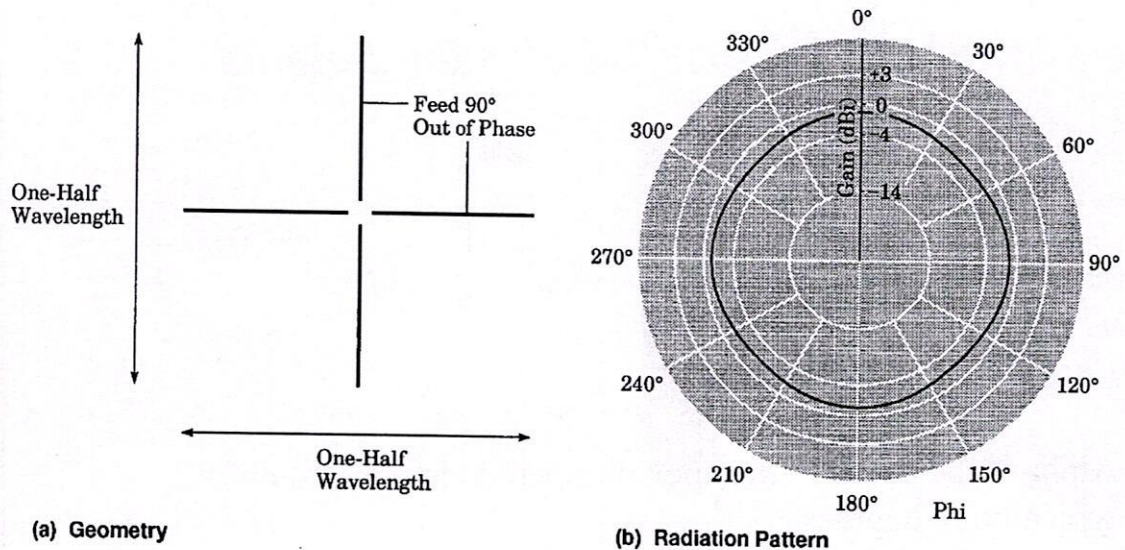 One-Half
Wavelength
Feed 90°
Out of Phase
One-Half
Wavelength
(a) Geometry
0°
30°
60°
90°
120°
150°
180°
210°
240°
270°
300°
330°
+3
0
−4
−14
Gain (dBi)
Phi
(b) Radiation Pattern